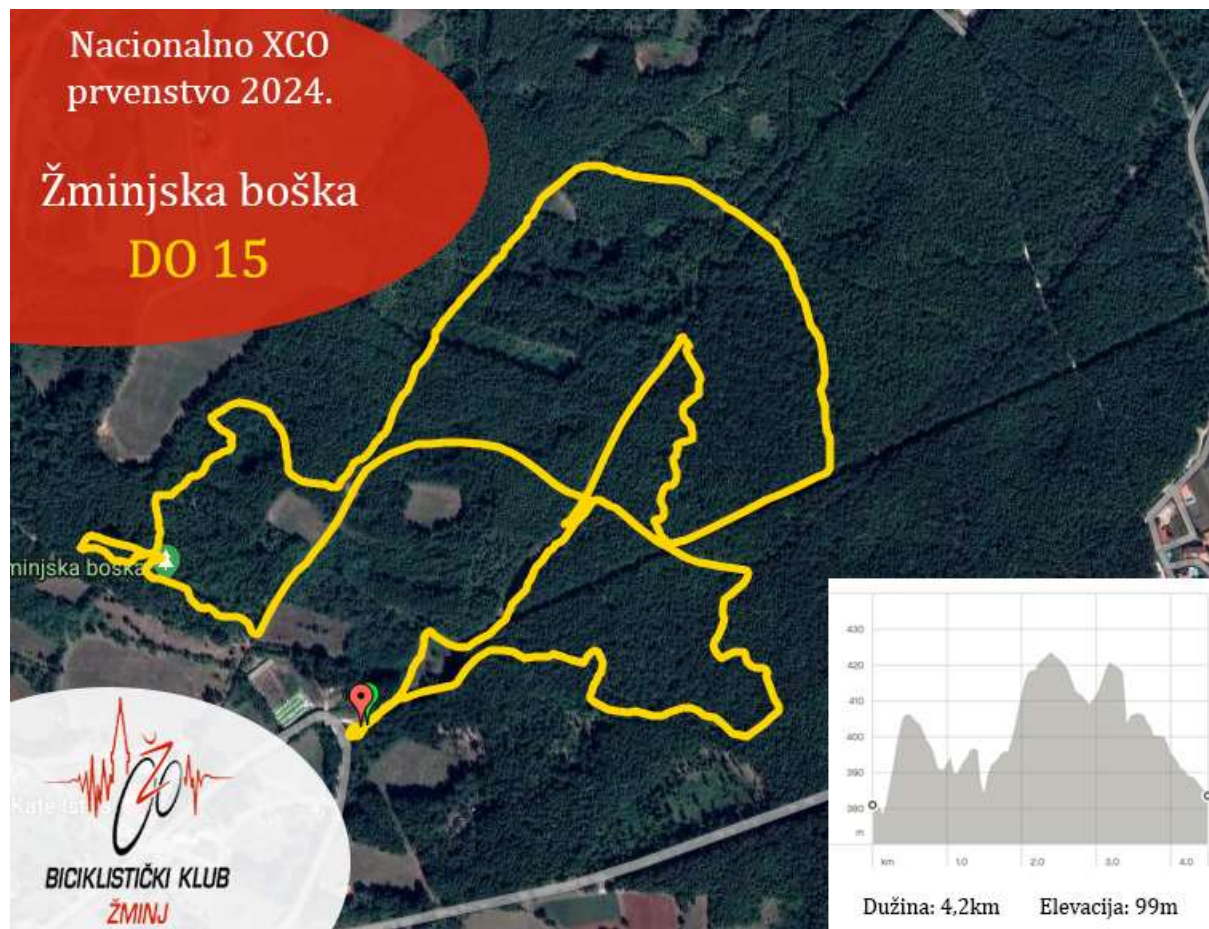 Nacionalno XCO
prvenstvo 2024.
Žminjska boška
DO 15
minjska boška
BICIKLISTIČKI KLUB
ŽMINJ
430
420
410
400
390
380
m
km 1.0 2.0 3.0 4.0
Dužina: 4,2km Elevacija: 99m